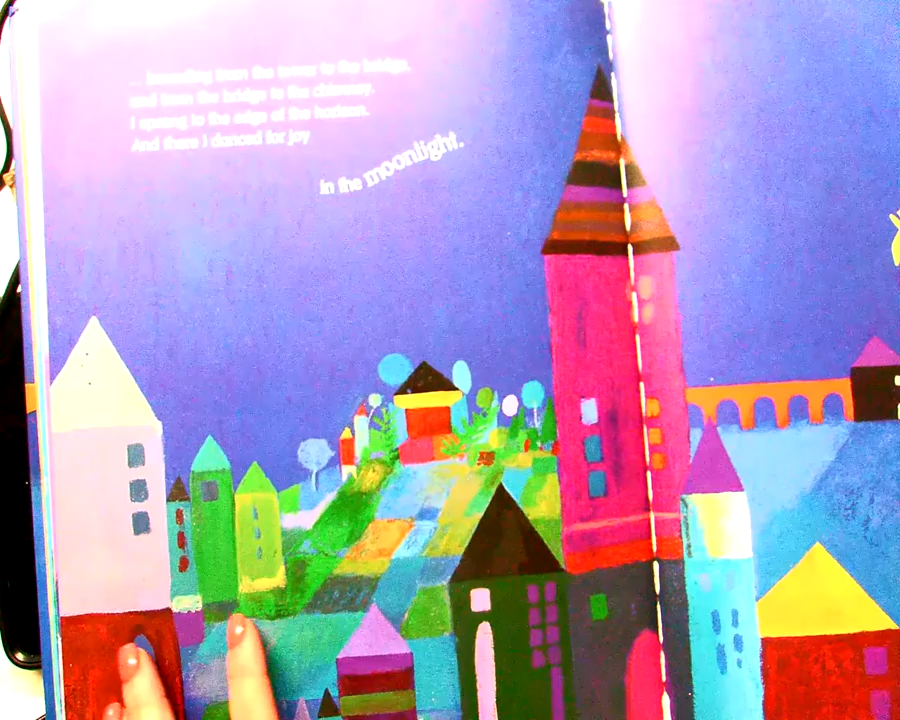 ... bounding from the tower to the bridge,
and from the bridge to the chimney.
I sprang to the edge of the horizon.
And there I danced for joy
in the moonlight.